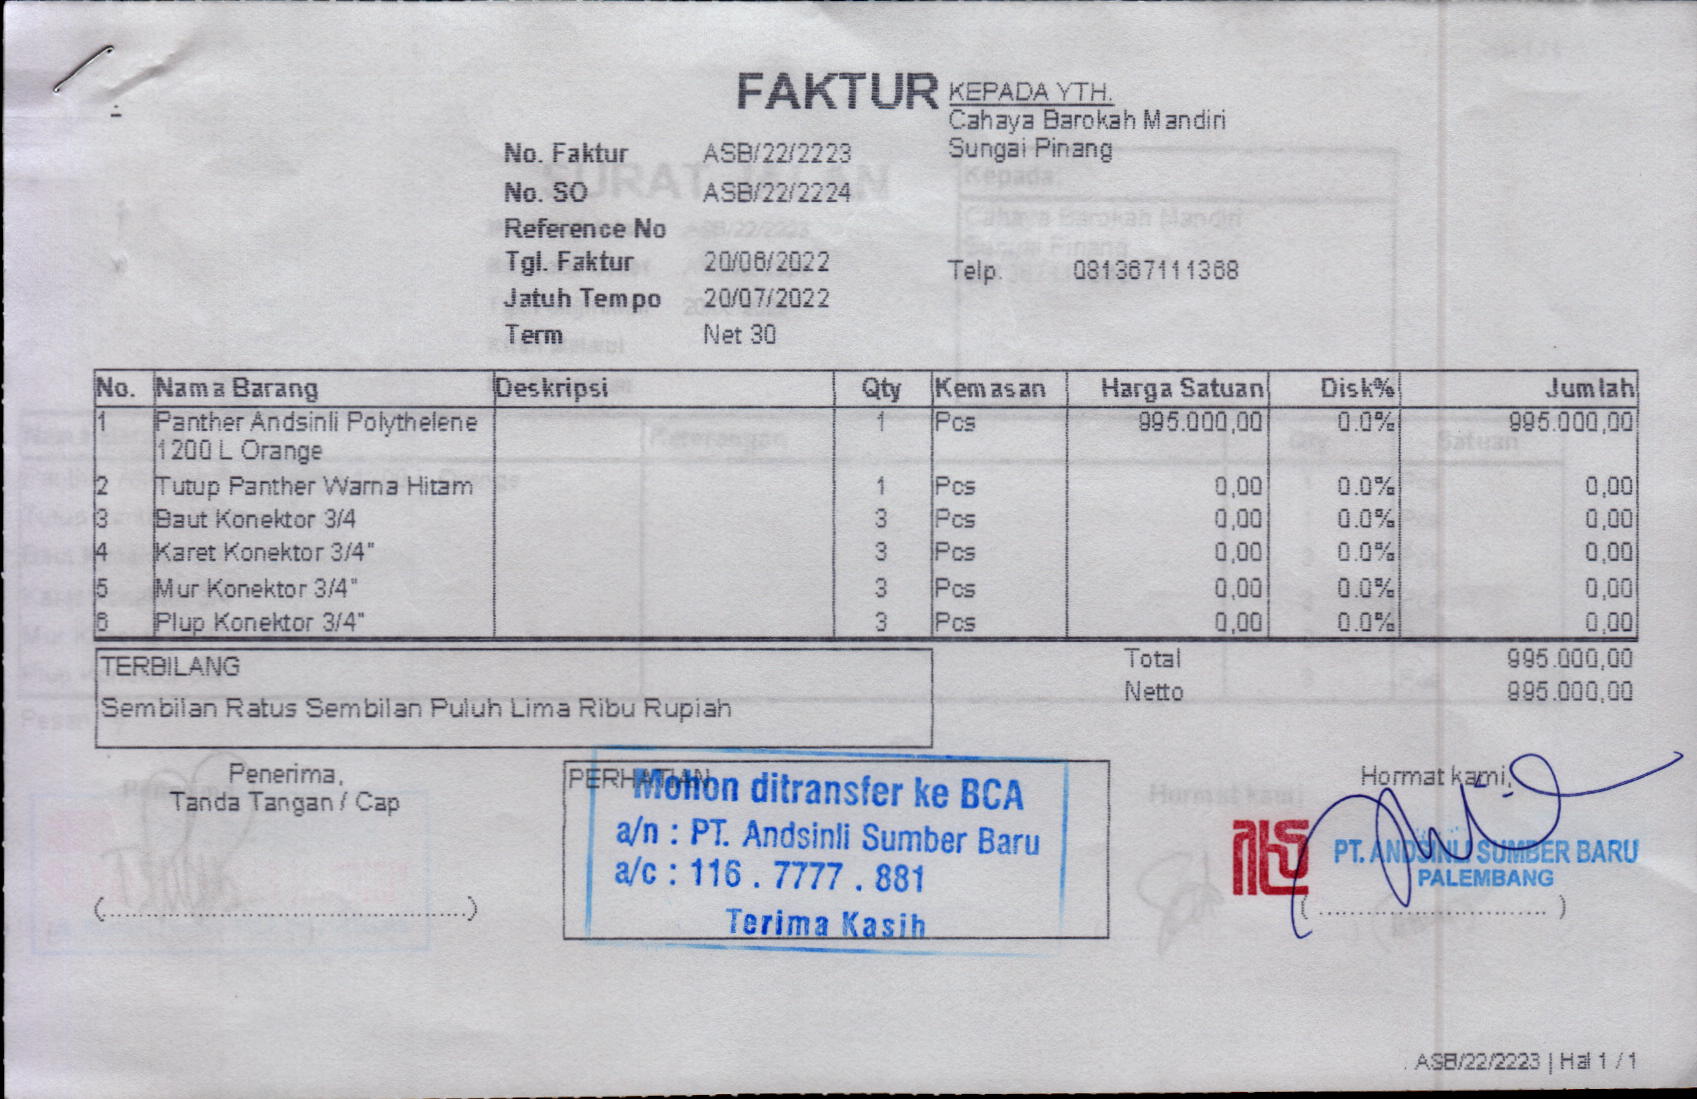 FAKTUR
KEPADA YTH.
Cahaya Barokah Mandiri
Sungai Pinang
Telp. 081367111368
No. Faktur ASB/22/2223
No. SO ASB/22/2224
Reference No
Tgl. Faktur 20/06/2022
Jatuh Tempo 20/07/2022
Term Net 30
No. Nama Barang Deskripsi Qty Kemasan Harga Satuan Disk% Jumlah
1 Panther Andsinli Polythelene 1 Pcs 995.000,00 0.0% 995.000,00
1200 L Orange
2 Tutup Panther Warna Hitam 1 Pcs 0,00 0.0% 0,00
3 Baut Konektor 3/4 3 Pcs 0,00 0.0% 0,00
4 Karet Konektor 3/4" 3 Pcs 0,00 0.0% 0,00
5 Mur Konektor 3/4" 3 Pcs 0,00 0.0% 0,00
6 Plup Konektor 3/4" 3 Pcs 0,00 0.0% 0,00
TERBILANG
Sembilan Ratus Sembilan Puluh Lima Ribu Rupiah
Total 995.000,00
Netto 995.000,00
Penerima,
Tanda Tangan / Cap
(........................................)
PERHATIAN
Mohon ditransfer ke BCA
a/n : PT. Andsinli Sumber Baru
a/c : 116 . 7777 . 881
Terima Kasih
Hormat kami,
PT. ANDSINLI SUMBER BARU
PALEMBANG
(..........................)
ASB/22/2223 | Hal 1 / 1